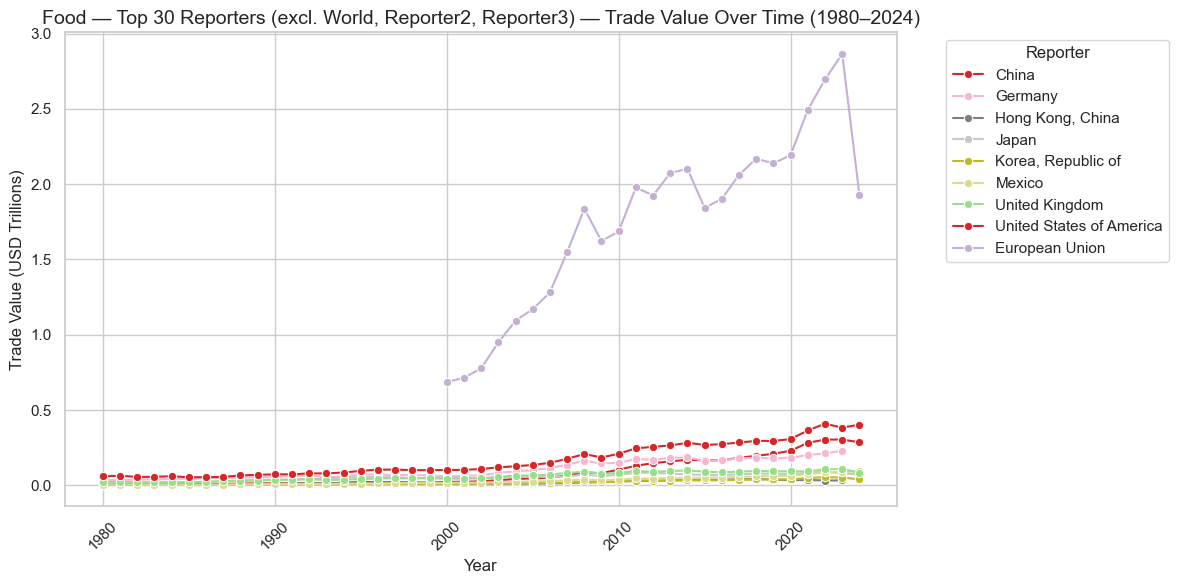 Food — Top 30 Reporters (excl. World, Reporter2, Reporter3) — Trade Value Over Time (1980–2024)
Trade Value (USD Trillions)
3.0
2.5
2.0
1.5
1.0
0.5
0.0
1980
1990
2000
2010
2020
Year
Reporter
China
Germany
Hong Kong, China
Japan
Korea, Republic of
Mexico
United Kingdom
United States of America
European Union